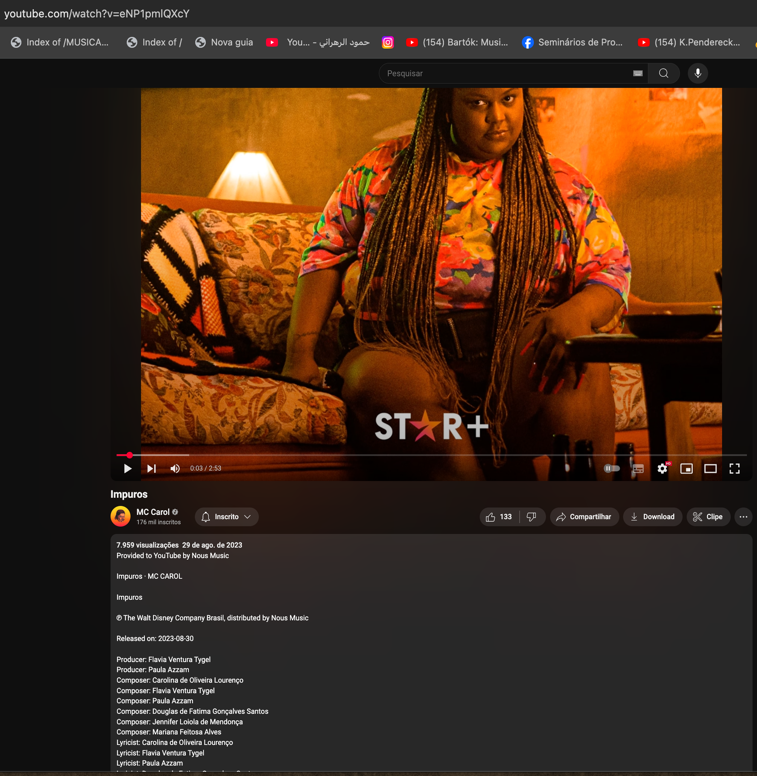 youtube.com/watch?v=eNP1pmlQXcY
Index of /MUSICA...
Index of /
Nova guia
You... – حمود الزهراني
(154) Bartók: Musi...
Seminários de Pro...
(154) K.Pendereck...
Pesquisar
STAR+
0:03 / 2:53
Impuros
MC Carol
176 mil inscritos
Inscrito
133
Compartilhar
Download
Clipe
7.959 visualizações 29 de ago. de 2023
Provided to YouTube by Nous Music
Impuros · MC CAROL
Impuros
℗ The Walt Disney Company Brasil, distributed by Nous Music
Released on: 2023-08-30
Producer: Flavia Ventura Tygel
Producer: Paula Azzam
Composer: Carolina de Oliveira Lourenço
Composer: Flavia Ventura Tygel
Composer: Paula Azzam
Composer: Douglas de Fatima Gonçalves Santos
Composer: Jennifer Loiola de Mendonça
Composer: Mariana Feitosa Alves
Lyricist: Carolina de Oliveira Lourenço
Lyricist: Flavia Ventura Tygel
Lyricist: Paula Azzam